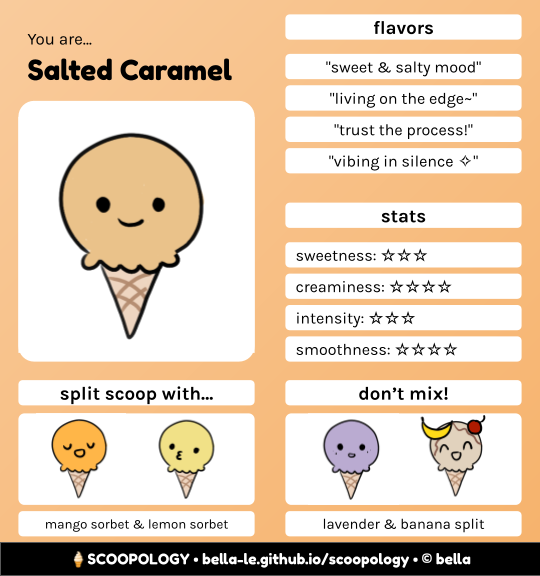 You are...
Salted Caramel
flavors
"sweet & salty mood"
"living on the edge~"
"trust the process!"
"vibing in silence ✧"
stats
sweetness: ☆☆☆
creaminess: ☆☆☆☆
intensity: ☆☆☆
smoothness: ☆☆☆☆
split scoop with...
mango sorbet & lemon sorbet
don't mix!
lavender & banana split
🍦 SCOOPOLOGY • bella-le.github.io/scoopology • © bella